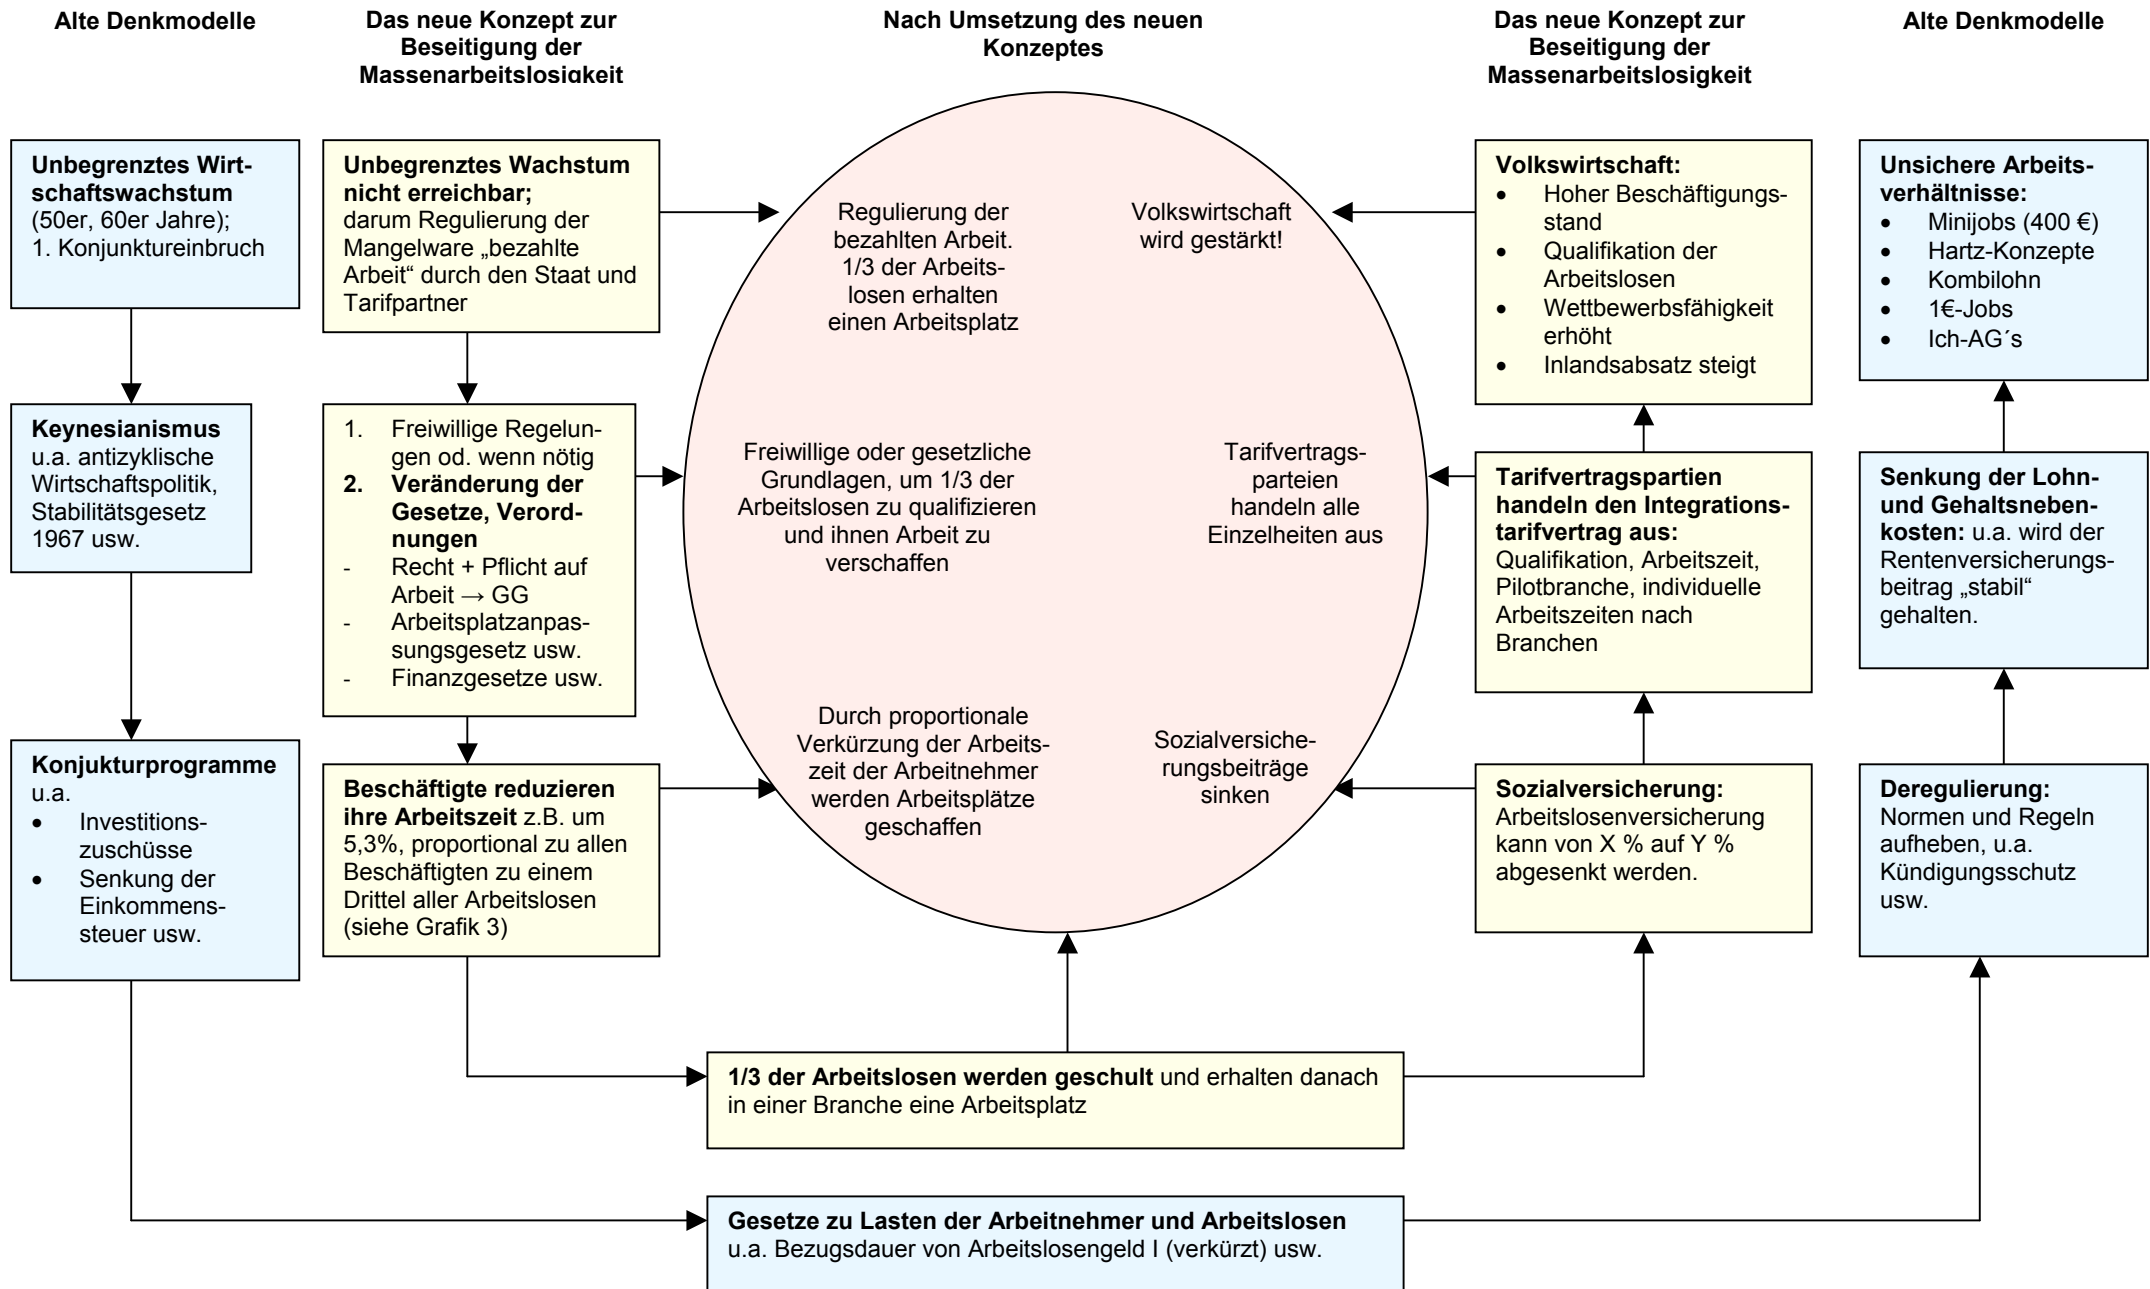 Alte Denkmodelle
Das neue Konzept zur
Beseitigung der
Massenarbeitslosigkeit
Nach Umsetzung des neuen
Konzeptes
Das neue Konzept zur
Beseitigung der
Massenarbeitslosigkeit
Alte Denkmodelle
Unbegrenztes Wirt-
schaftswachstum
(50er, 60er Jahre);
1. Konjunktureinbruch
Keynesianismus
u.a. antizyklische
Wirtschaftspolitik,
Stabilitätsgesetz
1967 usw.
Konjukturprogramme
u.a.
• Investitions-
zuschüsse
• Senkung der
Einkommens-
steuer usw.
Unbegrenztes Wachstum
nicht erreichbar;
darum Regulierung der
Mangelware „bezahlte
Arbeit“ durch den Staat und
Tarifpartner
1. Freiwillige Regelun-
gen od. wenn nötig
2. Veränderung der
Gesetze, Verord-
nungen
- Recht + Pflicht auf
Arbeit → GG
- Arbeitsplatzanpas-
sungsgesetz usw.
- Finanzgesetze usw.
Beschäftigte reduzieren
ihre Arbeitszeit z.B. um
5,3%, proportional zu allen
Beschäftigten zu einem
Drittel aller Arbeitslosen
(siehe Grafik 3)
Regulierung der
bezahlten Arbeit.
1/3 der Arbeits-
losen erhalten
einen Arbeitsplatz
Volkswirtschaft
wird gestärkt!
Freiwillige oder gesetzliche
Grundlagen, um 1/3 der
Arbeitslosen zu qualifizieren
und ihnen Arbeit zu
verschaffen
Tarifvertrags-
parteien
handeln alle
Einzelheiten aus
Durch proportionale
Verkürzung der Arbeits-
zeit der Arbeitnehmer
werden Arbeitsplätze
geschaffen
Sozialversiche-
rungsbeiträge
sinken
Volkswirtschaft:
• Hoher Beschäftigungs-
stand
• Qualifikation der
Arbeitslosen
• Wettbewerbsfähigkeit
erhöht
• Inlandsabsatz steigt
Tarifvertragspartien
handeln den Integrations-
tarifvertrag aus:
Qualifikation, Arbeitszeit,
Pilotbranche, individuelle
Arbeitszeiten nach
Branchen
Sozialversicherung:
Arbeitslosenversicherung
kann von X % auf Y %
abgesenkt werden.
Unsichere Arbeits-
verhältnisse:
• Minijobs (400 €)
• Hartz-Konzepte
• Kombilohn
• 1€-Jobs
• Ich-AG´s
Senkung der Lohn-
und Gehaltsneben-
kosten: u.a. wird der
Rentenversicherungs-
beitrag „stabil“
gehalten.
Deregulierung:
Normen und Regeln
aufheben, u.a.
Kündigungsschutz
usw.
1/3 der Arbeitslosen werden geschult und erhalten danach
in einer Branche eine Arbeitsplatz
Gesetze zu Lasten der Arbeitnehmer und Arbeitslosen
u.a. Bezugsdauer von Arbeitslosengeld I (verkürzt) usw.